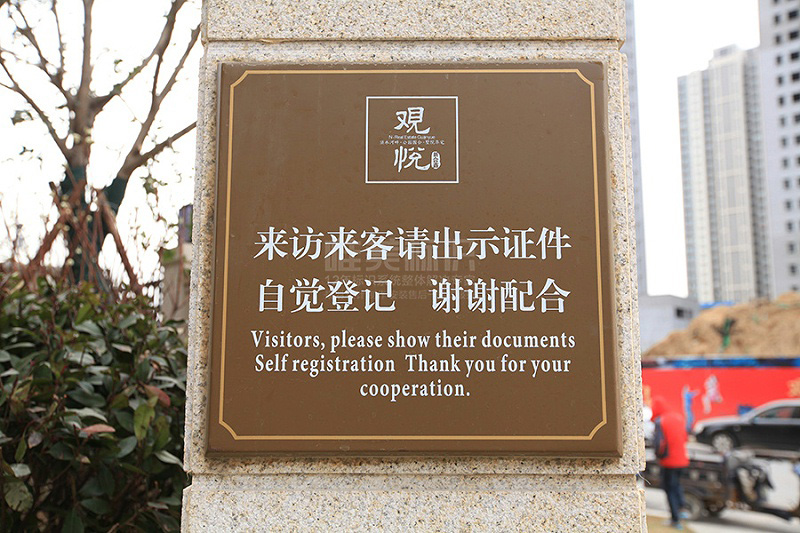 观
悦
来访来客请出示证件
自觉登记 谢谢配合
Visitors, please show their documents
Self registration Thank you for your
cooperation.